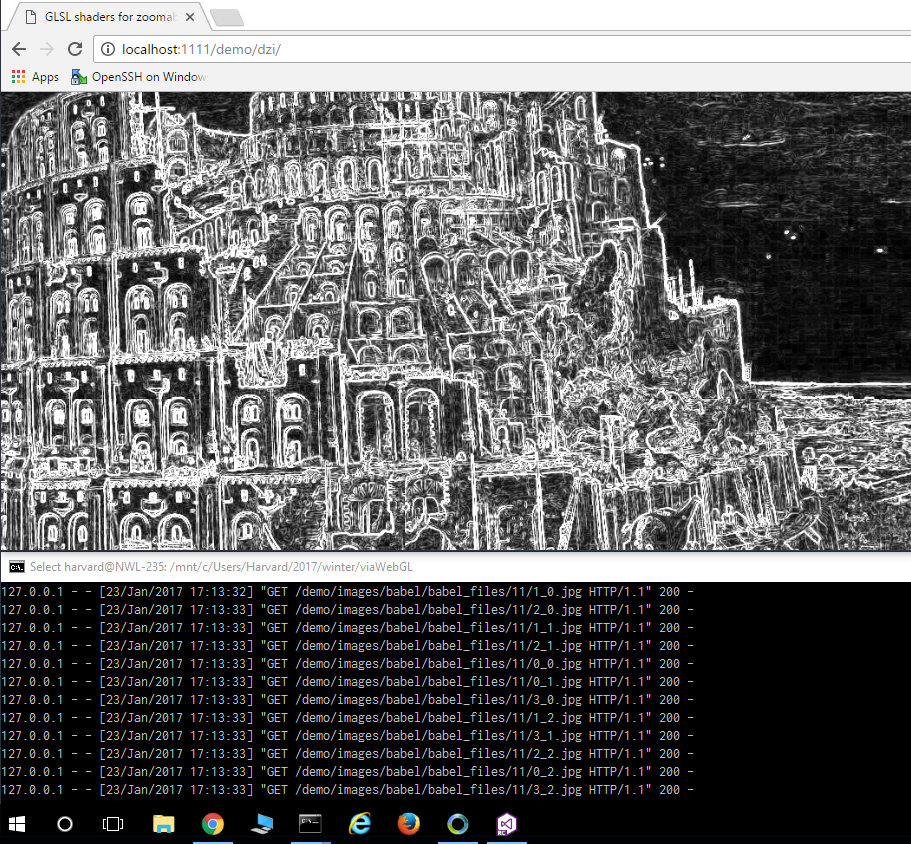 GLSL shaders for zoomab
localhost:1111/demo/dzi/
Apps OpenSSH on Window
Select harvard@NWL-235: /mnt/c/Users/Harvard/2017/winter/viaWebGL
127.0.0.1 - - [23/Jan/2017 17:13:32] "GET /demo/images/babel/babel_files/11/1_0.jpg HTTP/1.1" 200 -
127.0.0.1 - - [23/Jan/2017 17:13:33] "GET /demo/images/babel/babel_files/11/2_0.jpg HTTP/1.1" 200 -
127.0.0.1 - - [23/Jan/2017 17:13:33] "GET /demo/images/babel/babel_files/11/1_1.jpg HTTP/1.1" 200 -
127.0.0.1 - - [23/Jan/2017 17:13:33] "GET /demo/images/babel/babel_files/11/2_1.jpg HTTP/1.1" 200 -
127.0.0.1 - - [23/Jan/2017 17:13:33] "GET /demo/images/babel/babel_files/11/0_0.jpg HTTP/1.1" 200 -
127.0.0.1 - - [23/Jan/2017 17:13:33] "GET /demo/images/babel/babel_files/11/0_1.jpg HTTP/1.1" 200 -
127.0.0.1 - - [23/Jan/2017 17:13:33] "GET /demo/images/babel/babel_files/11/3_0.jpg HTTP/1.1" 200 -
127.0.0.1 - - [23/Jan/2017 17:13:33] "GET /demo/images/babel/babel_files/11/1_2.jpg HTTP/1.1" 200 -
127.0.0.1 - - [23/Jan/2017 17:13:33] "GET /demo/images/babel/babel_files/11/3_1.jpg HTTP/1.1" 200 -
127.0.0.1 - - [23/Jan/2017 17:13:33] "GET /demo/images/babel/babel_files/11/2_2.jpg HTTP/1.1" 200 -
127.0.0.1 - - [23/Jan/2017 17:13:33] "GET /demo/images/babel/babel_files/11/0_2.jpg HTTP/1.1" 200 -
127.0.0.1 - - [23/Jan/2017 17:13:33] "GET /demo/images/babel/babel_files/11/3_2.jpg HTTP/1.1" 200 -